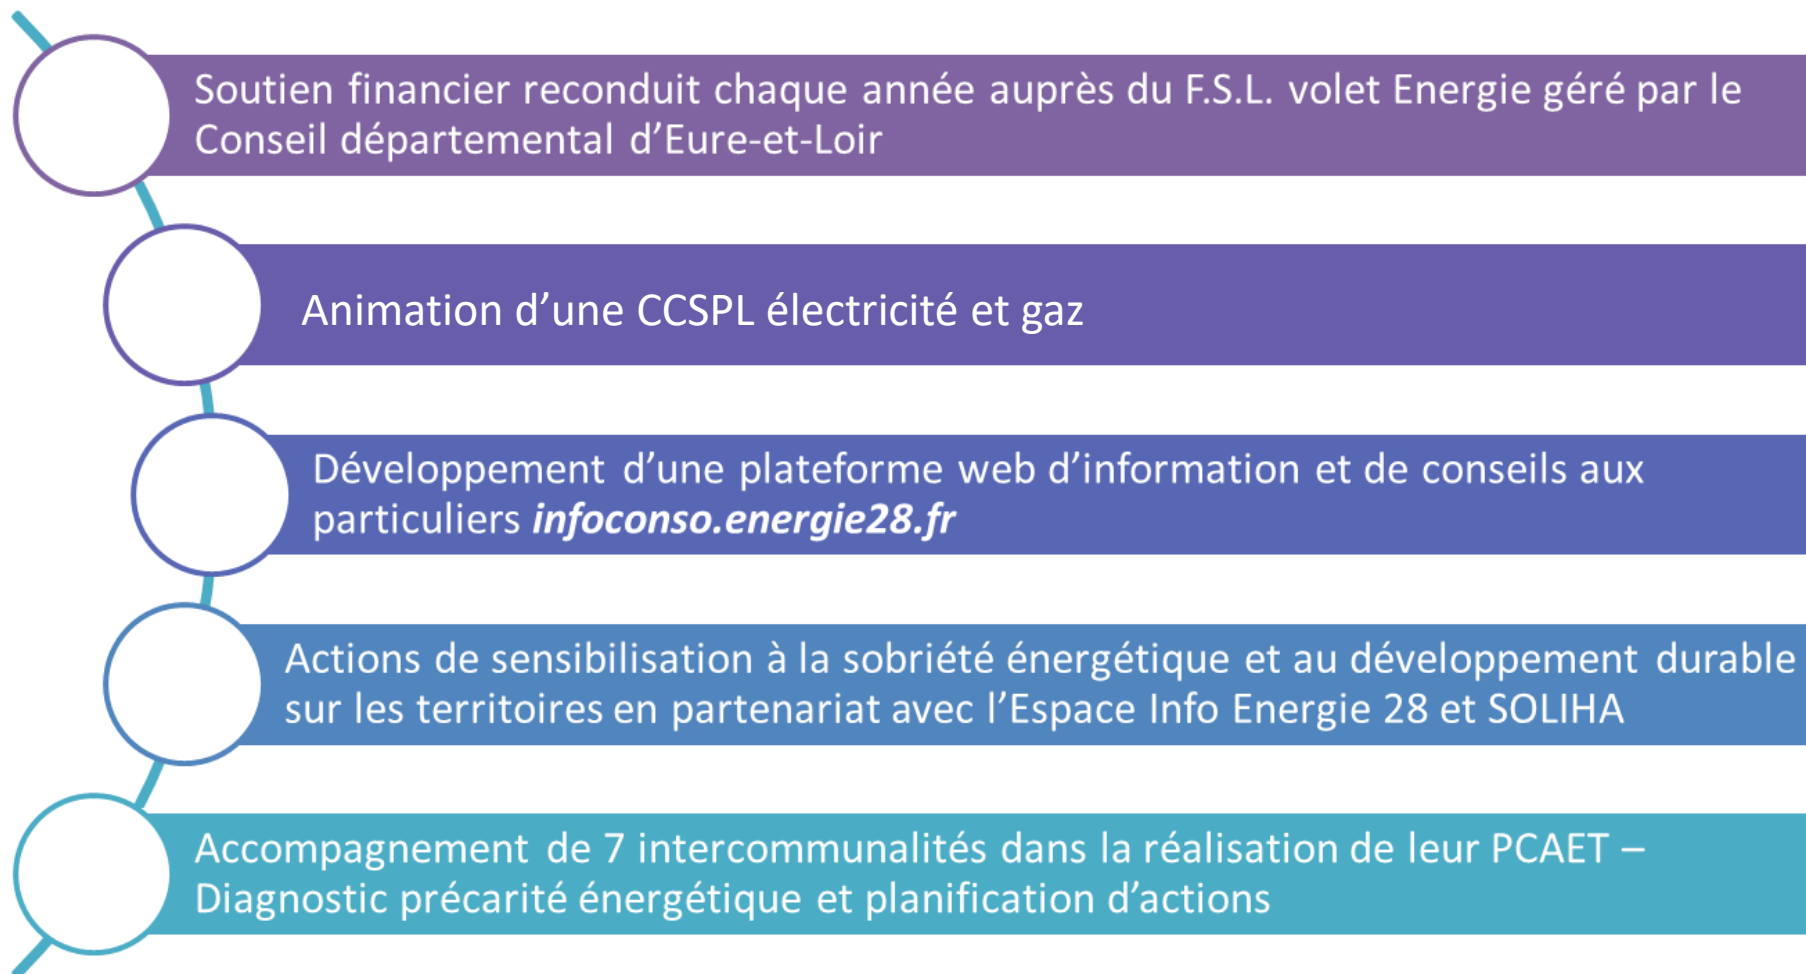 Soutien financier reconduit chaque année auprès du F.S.L. volet Energie géré par le
Conseil départemental d’Eure-et-Loir
Animation d’une CCSPL électricité et gaz
Développement d’une plateforme web d’information et de conseils aux
particuliers infoconso.energie28.fr
Actions de sensibilisation à la sobriété énergétique et au développement durable
sur les territoires en partenariat avec l’Espace Info Energie 28 et SOLIHA
Accompagnement de 7 intercommunalités dans la réalisation de leur PCAET –
Diagnostic précarité énergétique et planification d’actions